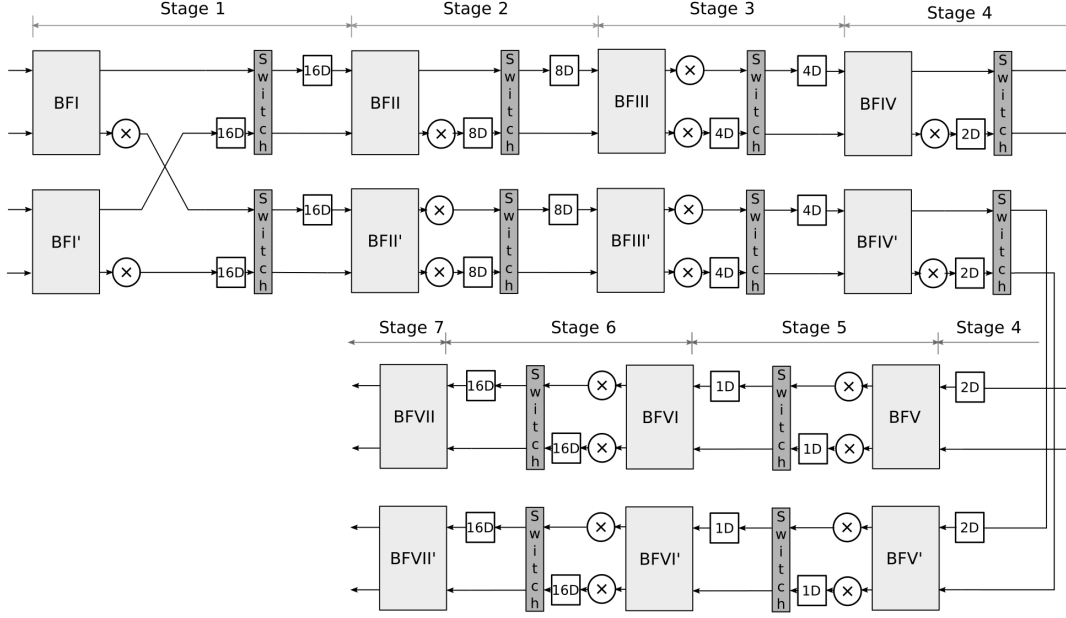 Stage 1 Stage 2 Stage 3 Stage 4
BFI × Switch 16D 16D BFII × Switch 8D 8D BFIII × × Switch 4D 4D BFIV × Switch 2D
BFI' × Switch 16D 16D BFII' × × Switch 8D 8D BFIII' × × Switch 4D 4D BFIV' × Switch 2D
Stage 7 Stage 6 Stage 5 Stage 4
BFVII 16D Switch 16D × × BFVI 1D Switch 1D × × BFV 2D
BFVII' 16D Switch 16D × × BFVI' 1D Switch 1D × × BFV' 2D